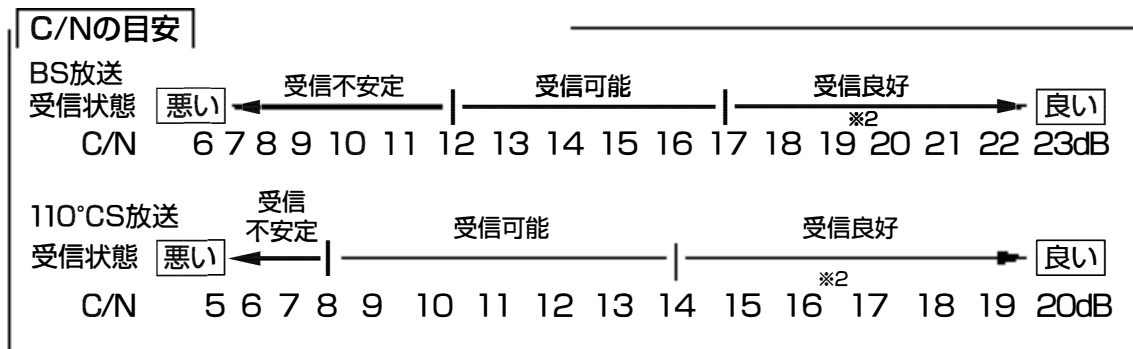 C/Nの目安
BS放送
受信不安定 受信可能 受信良好
受信状態 悪い 良い
※2
C/N 6 7 8 9 10 11 12 13 14 15 16 17 18 19 20 21 22 23dB
110°CS放送
受信
不安定 受信可能 受信良好
受信状態 悪い 良い
※2
C/N 5 6 7 8 9 10 11 12 13 14 15 16 17 18 19 20dB